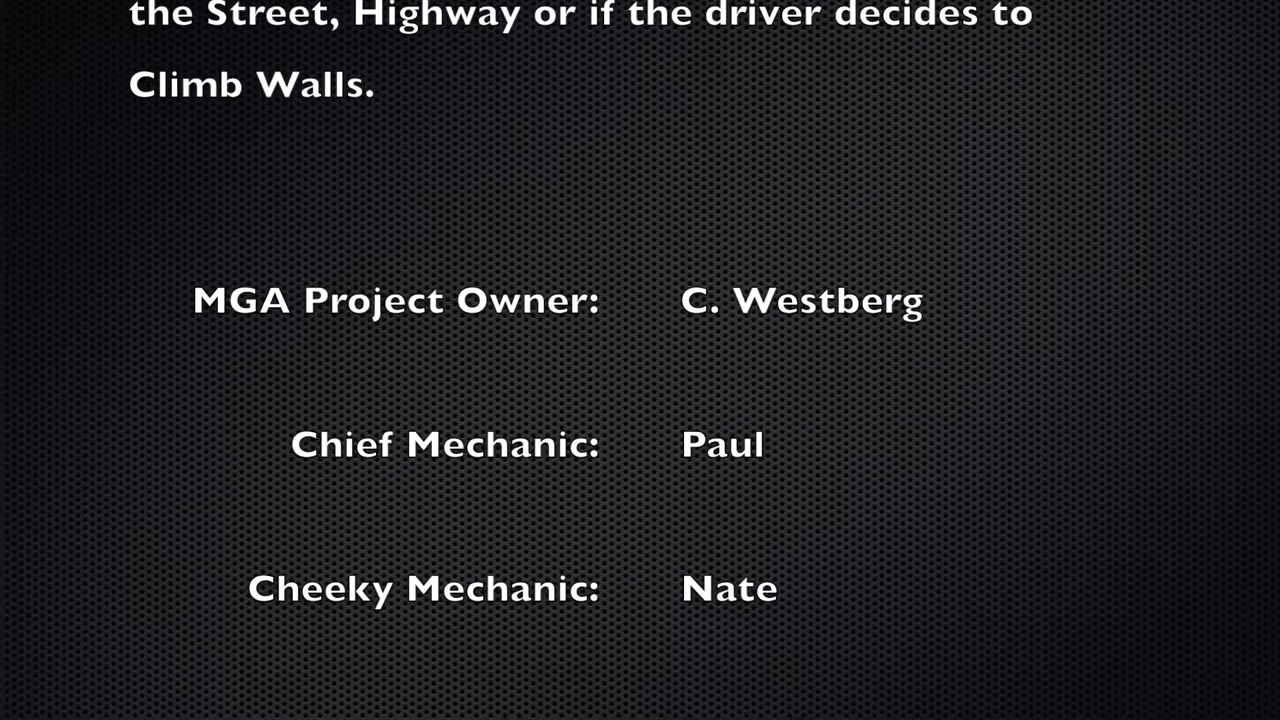 the Street, Highway or if the driver decides to
Climb Walls.
MGA Project Owner: C. Westberg
Chief Mechanic: Paul
Cheeky Mechanic: Nate